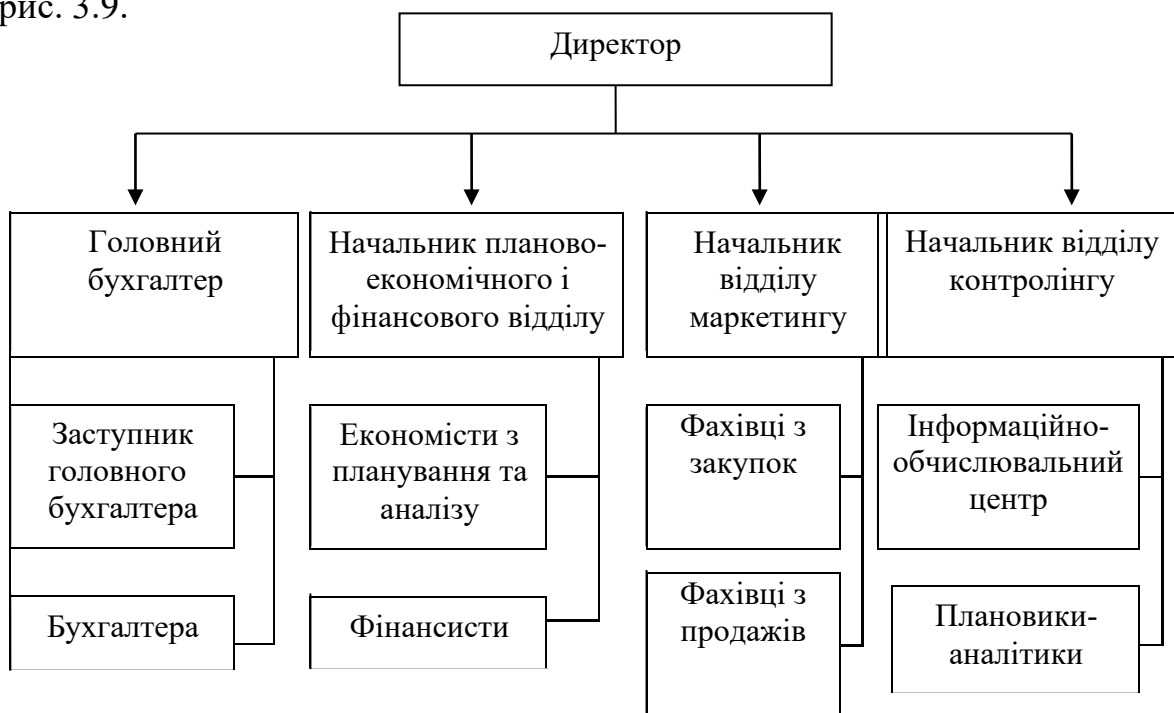 рис. 3.9.
Директор
Головний
бухгалтер
Начальник планово-
економічного і
фінансового відділу
Начальник
відділу
маркетингу
Начальник відділу
контролінгу
Заступник
головного
бухгалтера
Економісти з
планування та
аналізу
Фахівці з
закупок
Інформаційно-
обчислювальний
центр
Бухгалтера
Фінансисти
Фахівці з
продажів
Плановики-
аналітики